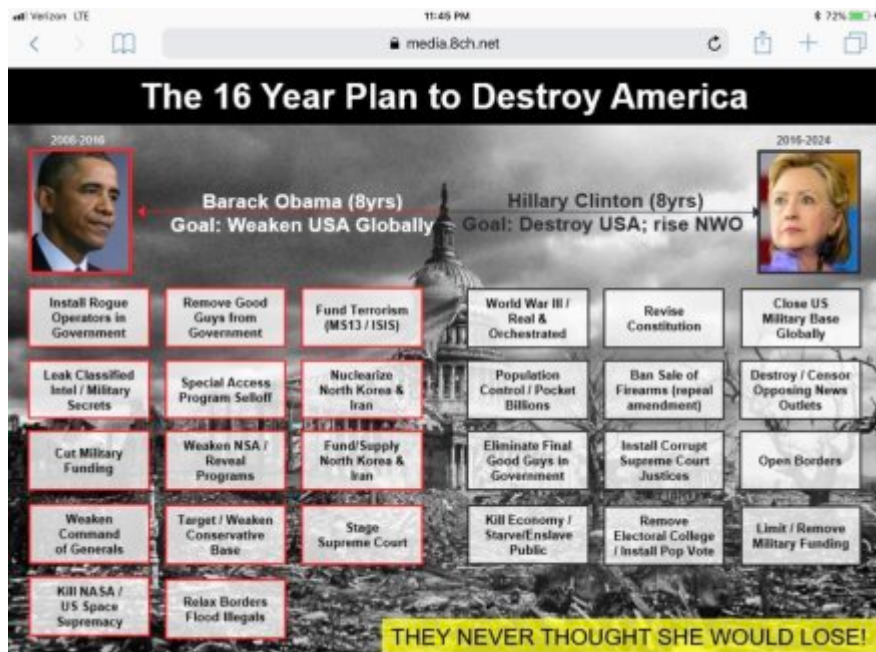 Verizon LTE 11:45 PM 72%
media.8ch.net
The 16 Year Plan to Destroy America
2008-2016
2016-2024
Barack Obama (8yrs)
Goal: Weaken USA Globally
Hillary Clinton (8yrs)
Goal: Destroy USA; rise NWO
Install Rogue
Operators in
Government
Remove Good
Guys from
Government
Fund Terrorism
(MS13 / ISIS)
World War III /
Real &
Orchestrated
Revise
Constitution
Close US
Military Base
Globally
Leak Classified
Intel / Military
Secrets
Special Access
Program Selloff
Nuclearize
North Korea &
Iran
Population
Control / Pocket
Billions
Ban Sale of
Firearms (repeal
amendment)
Destroy / Censor
Opposing News
Outlets
Cut Military
Funding
Weaken NSA /
Reveal
Programs
Fund/Supply
North Korea &
Iran
Eliminate Final
Good Guys in
Government
Install Corrupt
Supreme Court
Justices
Open Borders
Weaken
Command
of Generals
Target / Weaken
Conservative
Base
Stage
Supreme Court
Kill Economy /
Starve/Enslave
Public
Remove
Electoral College
/ Install Pop Vote
Limit / Remove
Military Funding
Kill NASA /
US Space
Supremacy
Relax Borders
Flood Illegals
THEY NEVER THOUGHT SHE WOULD LOSE!